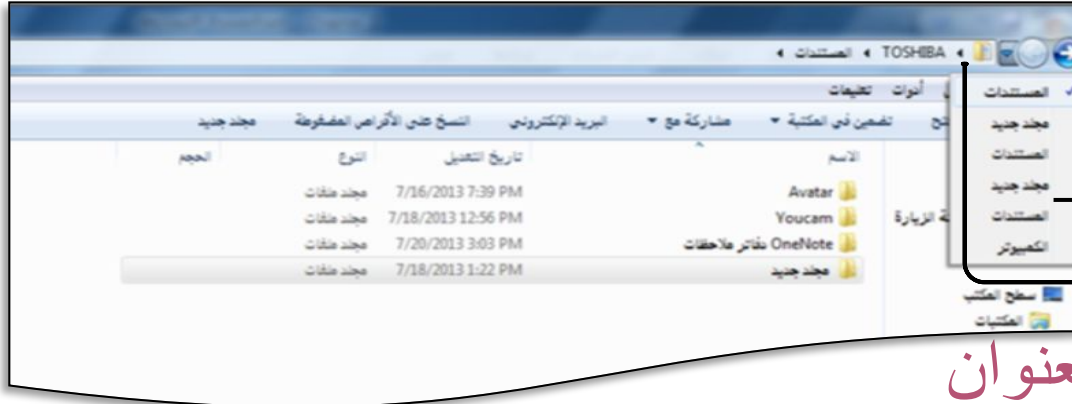 TOSHIBA المستندات
أدوات تعليمات
تضمين في المكتبة مشاركة مع البريد الإلكتروني النسخ على الأقراص المضغوطة مجلد جديد
الاسم تاريخ التعديل النوع الحجم
Avatar 7/16/2013 7:39 PM مجلد ملفات
Youcam 7/18/2013 12:56 PM مجلد ملفات
OneNote دفاتر ملاحظات 7/20/2013 3:03 PM مجلد ملفات
مجلد جديد 7/18/2013 1:22 PM مجلد ملفات
المستندات
مجلد جديد
المستندات
مجلد جديد
المستندات
الكمبيوتر
الزيارة
سطح المكتب
المكتبات
عنوان